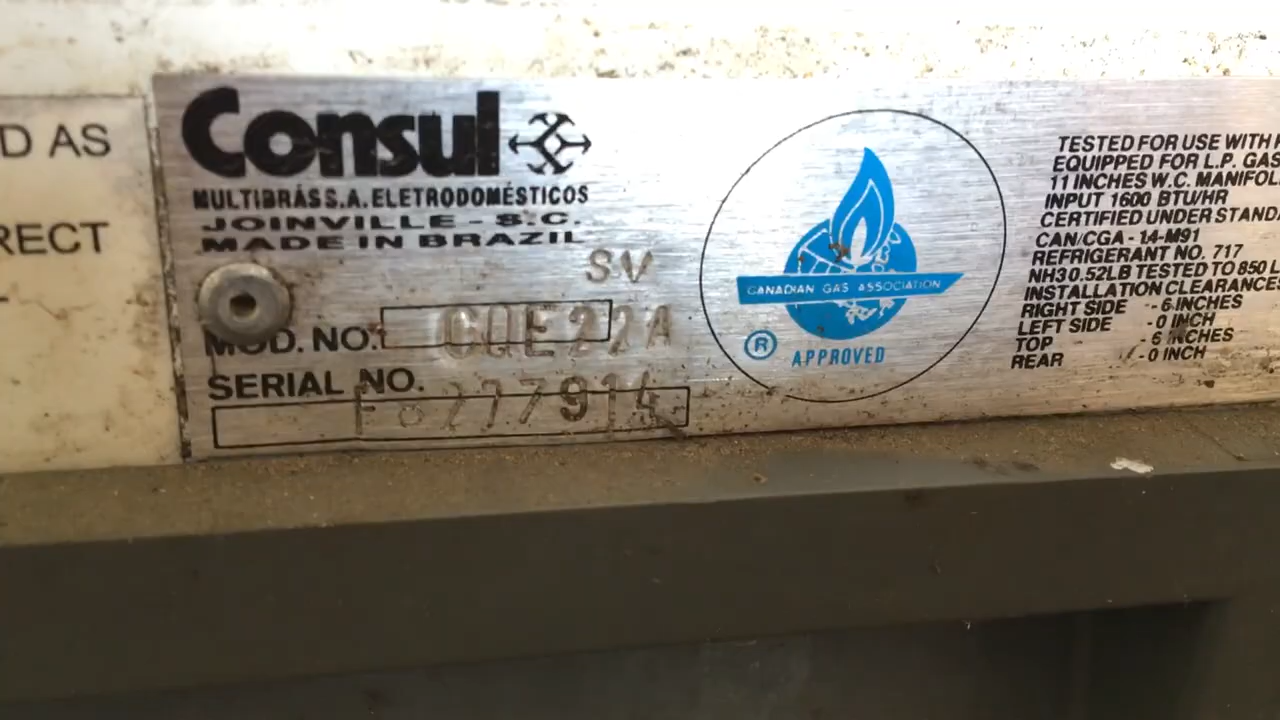 D AS
RECT
Consul
MULTIBRÁS S.A. ELETRODOMÉSTICOS
JOINVILLE - S.C.
MADE IN BRAZIL
SV
MOD. NO. CQE22A
SERIAL NO.
F6277914
CANADIAN GAS ASSOCIATION
® APPROVED
TESTED FOR USE WITH
EQUIPPED FOR L.P. GAS
11 INCHES W.C. MANIFOL
INPUT 1600 BTU/HR
CERTIFIED UNDER STANDA
CAN/CGA - 1.4-M91
REFRIGERANT NO. 717
NH3 0.52LB TESTED TO 850 L
INSTALLATION CLEARANCES
RIGHT SIDE - 6 INCHES
LEFT SIDE - 0 INCH
TOP - 6 INCHES
REAR - 0 INCH